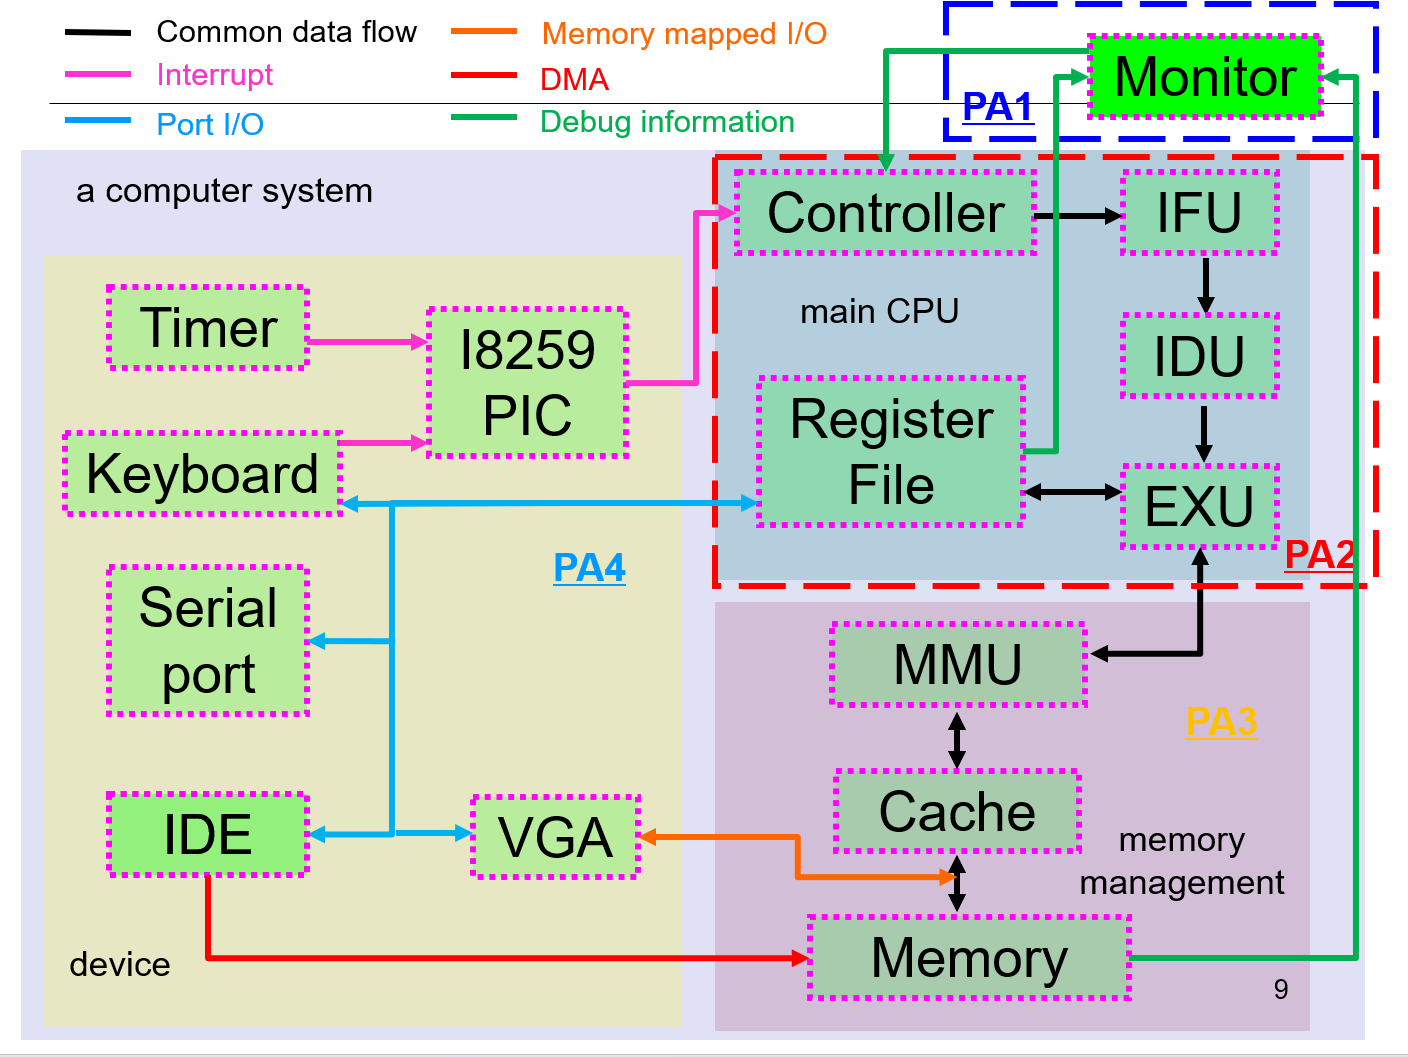 Common data flow
Memory mapped I/O
Interrupt
DMA
Port I/O
Debug information
Monitor
PA1
a computer system
Controller
IFU
Timer
I8259
PIC
main CPU
IDU
Keyboard
Register
File
EXU
PA4
PA2
Serial
port
MMU
PA3
IDE
VGA
Cache
memory
management
device
Memory
9